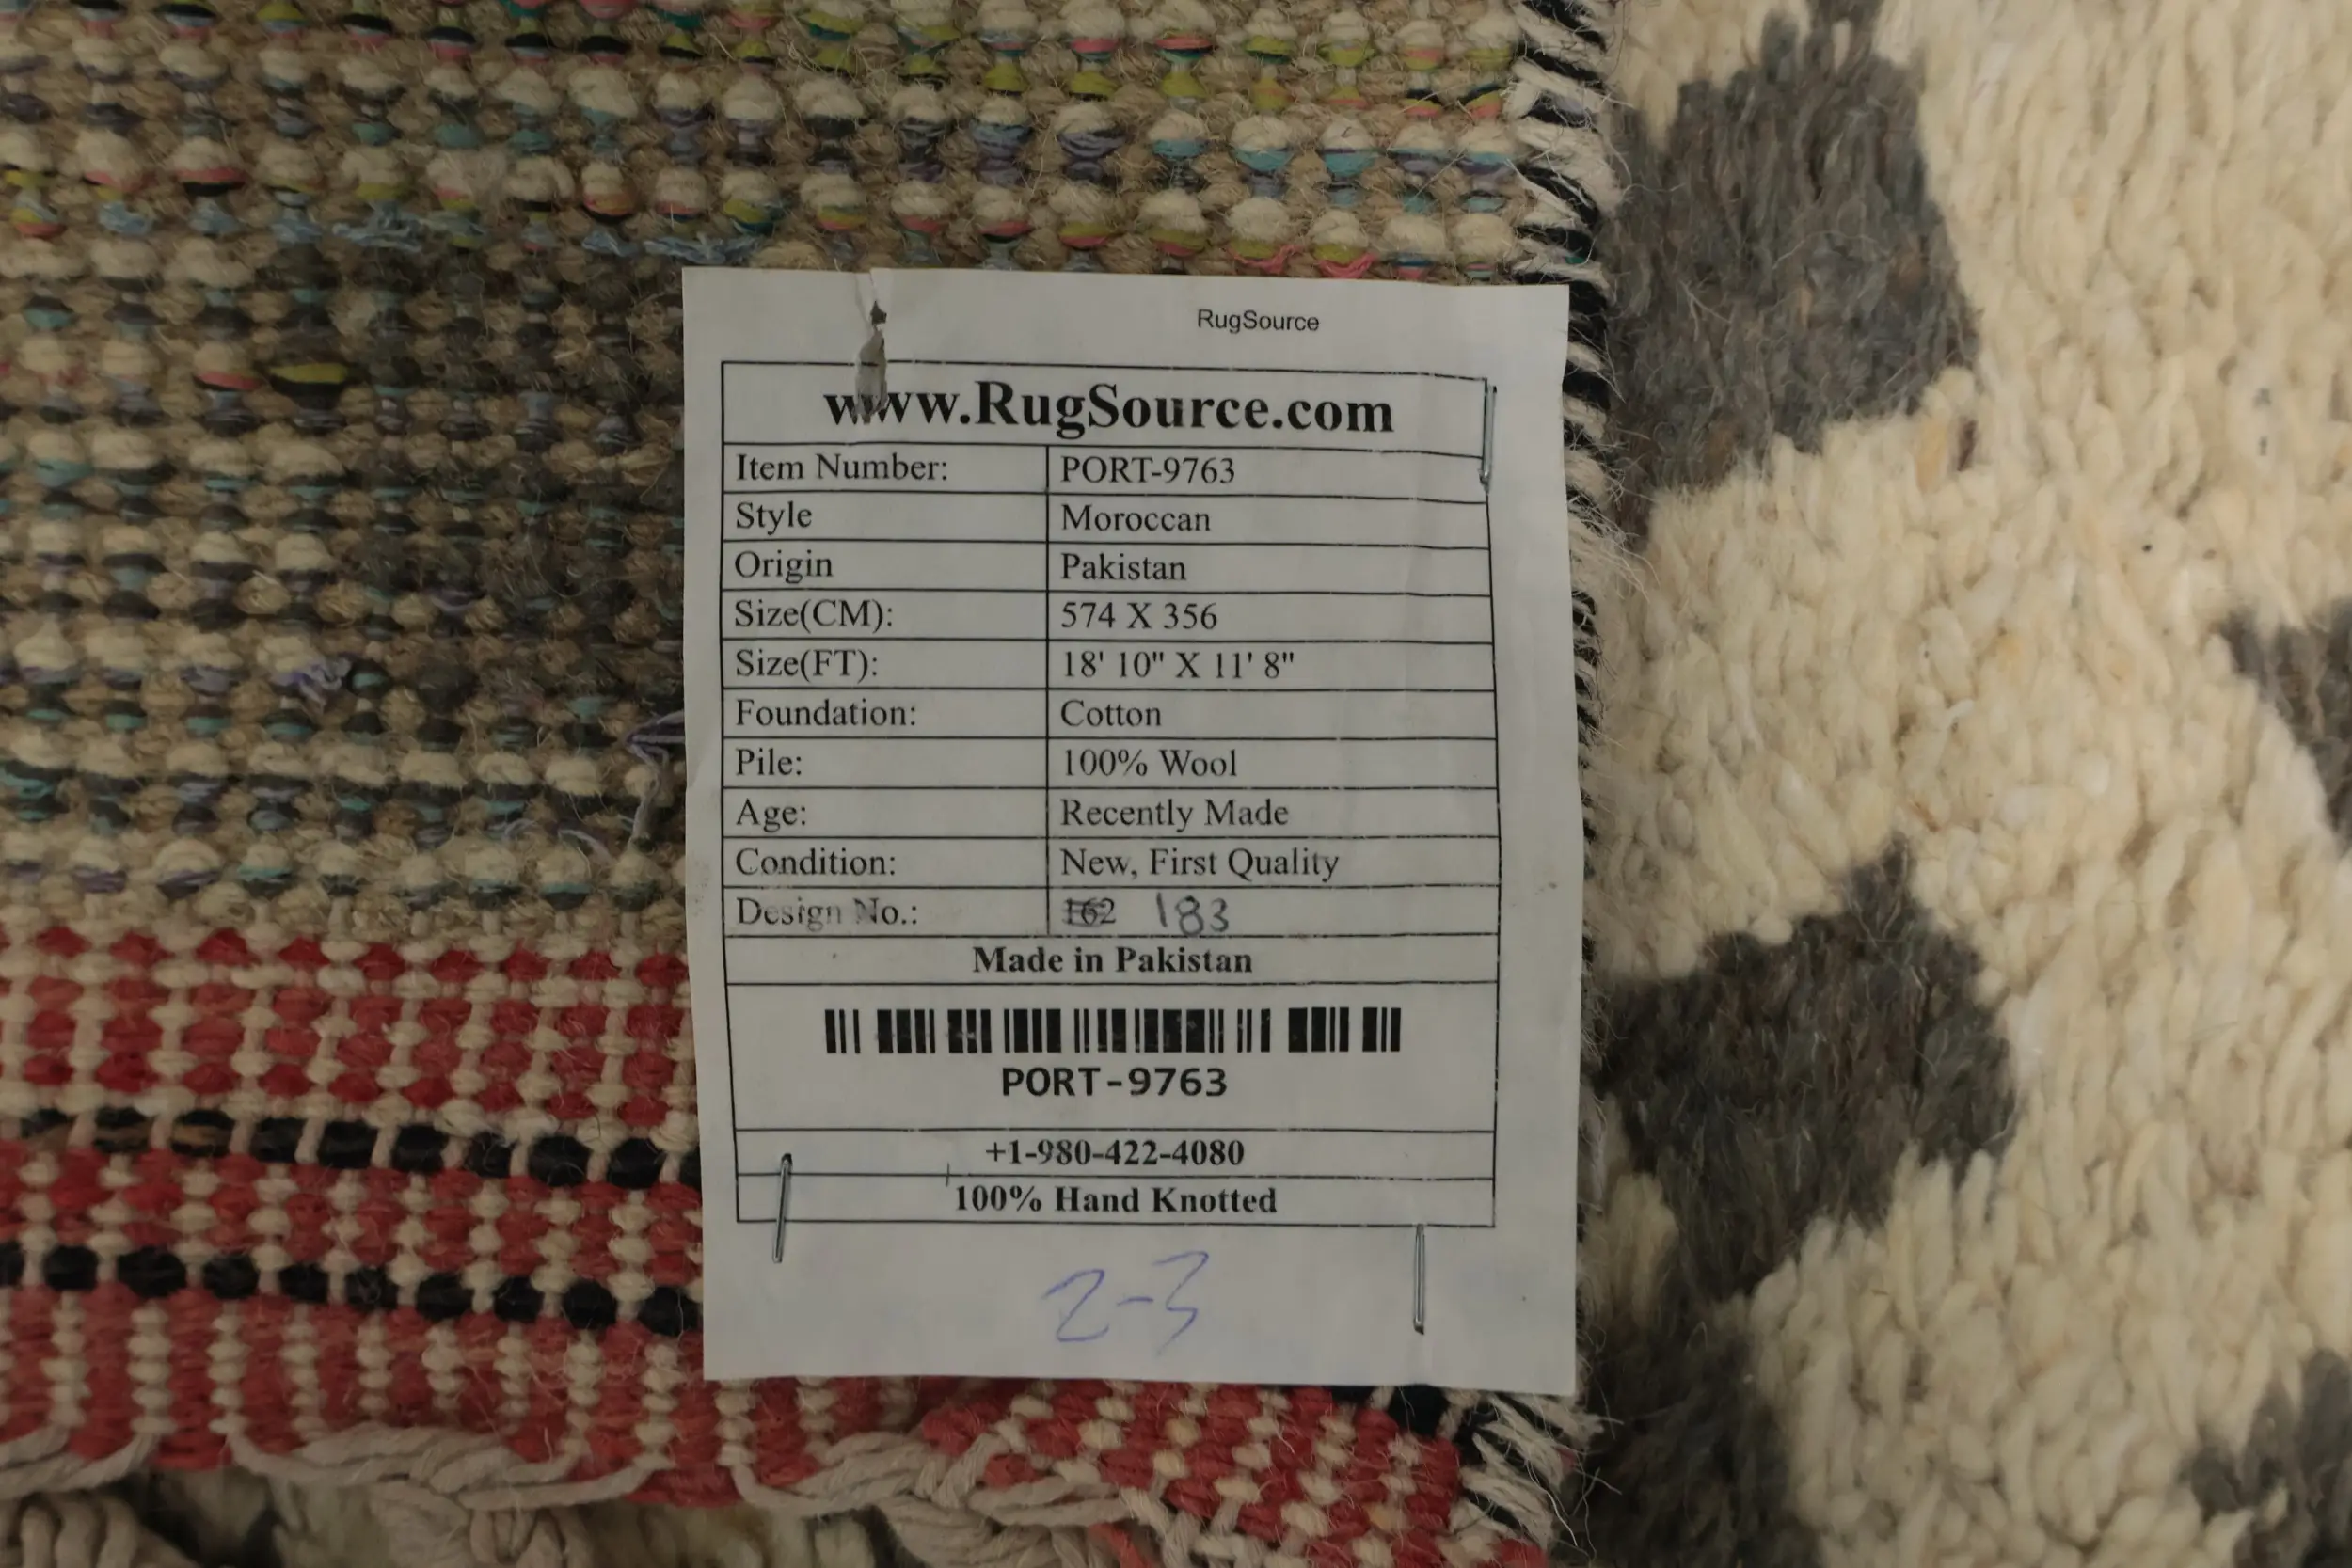 RugSource
www.RugSource.com
Item Number: PORT-9763
Style Moroccan
Origin Pakistan
Size(CM): 574 X 356
Size(FT): 18' 10" X 11' 8"
Foundation: Cotton
Pile: 100% Wool
Age: Recently Made
Condition: New, First Quality
Design No.: 162 183
Made in Pakistan
PORT-9763
+1-980-422-4080
100% Hand Knotted
2-3